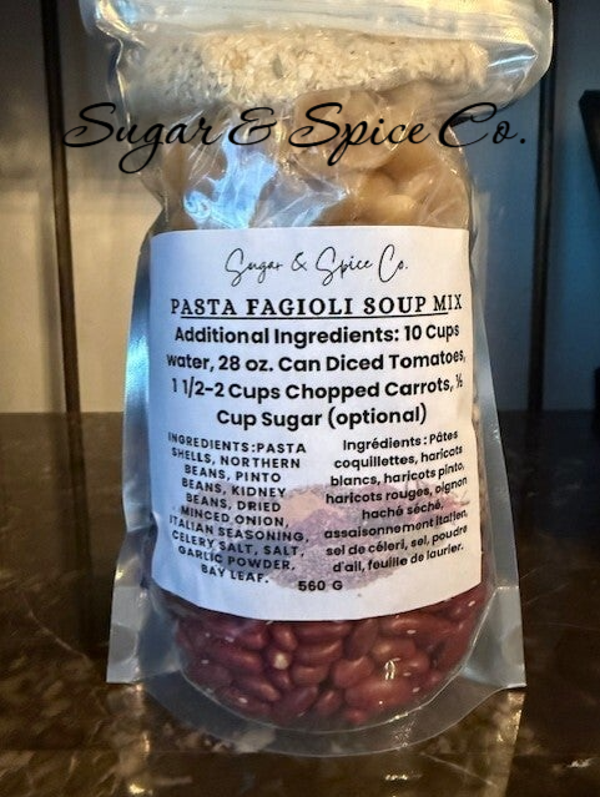 Sugar & Spice Co.
Sugar & Spice Co.
PASTA FAGIOLI SOUP MIX
Additional Ingredients: 10 Cups
water, 28 oz. Can Diced Tomatoes,
1 1/2-2 Cups Chopped Carrots, ½
Cup Sugar (optional)
INGREDIENTS:PASTA
SHELLS, NORTHERN
BEANS, PINTO
BEANS, KIDNEY
BEANS, DRIED
MINCED ONION,
ITALIAN SEASONING,
CELERY SALT, SALT,
GARLIC POWDER,
BAY LEAF.
Ingrédients : Pâtes
coquillettes, haricots
blancs, haricots pinto,
haricots rouges, oignon
haché séché,
assaisonnement italien,
sel de céleri, sel, poudre
d'ail, feuille de laurier.
560 G